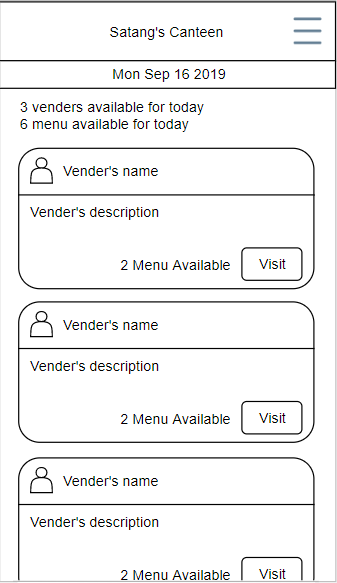 Satang's Canteen
Mon Sep 16 2019
3 venders available for today
6 menu available for today
Vender's name
Vender's description
2 Menu Available
Visit
Vender's name
Vender's description
2 Menu Available
Visit
Vender's name
Vender's description
2 Menu Available
Visit